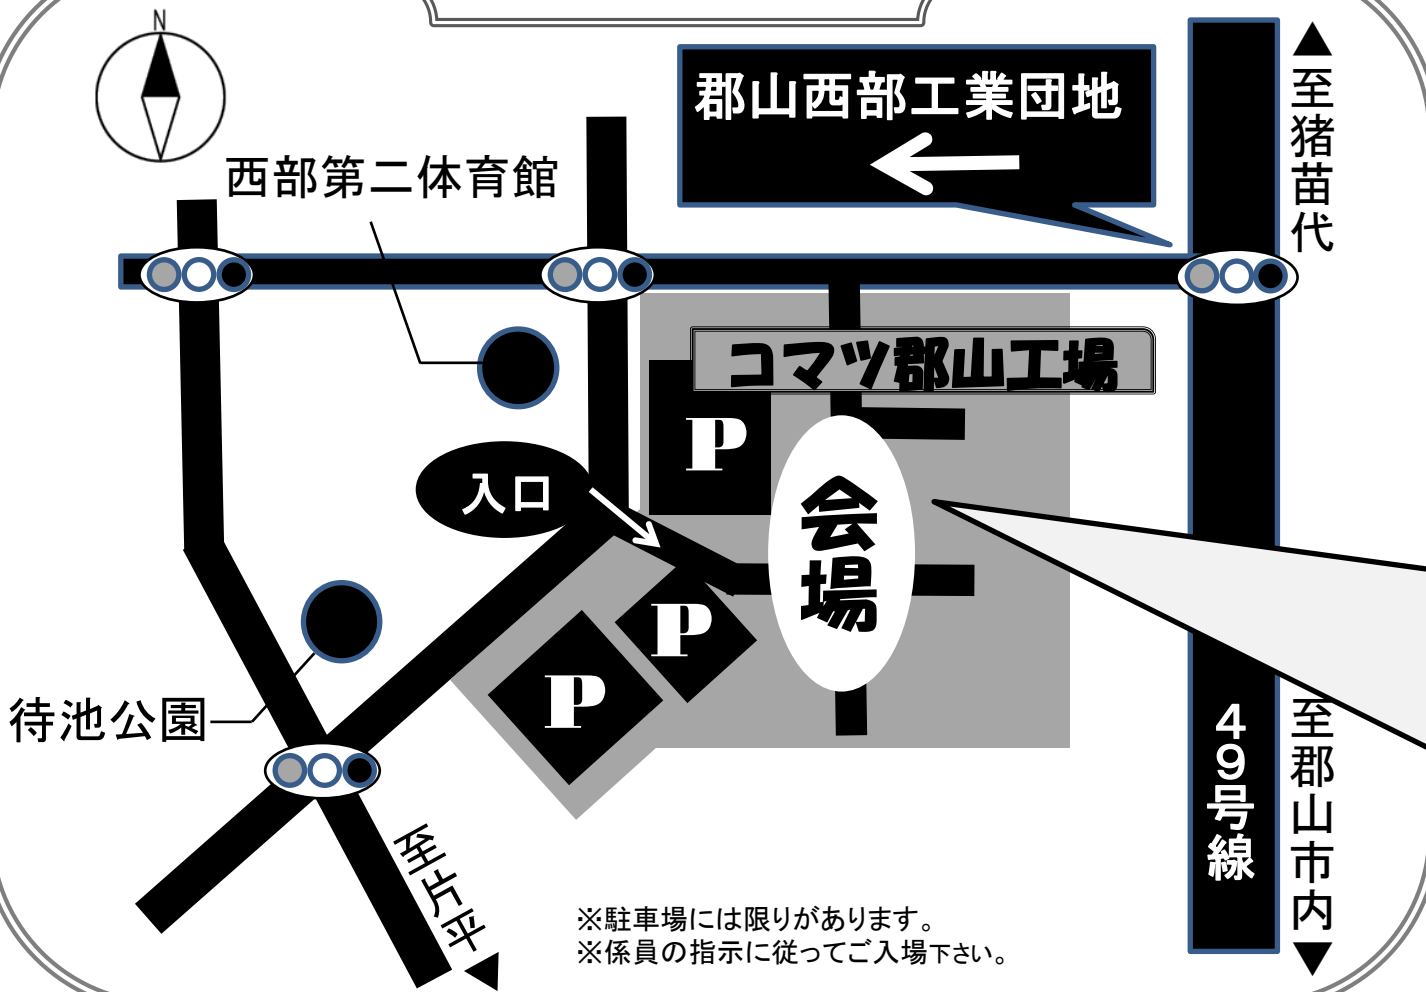 N
郡山西部工業団地
至猪苗代
西部第二体育館
コマツ郡山工場
P
入口
会場
P
P
待池公園
49号線
至郡山市内
至片平
※駐車場には限りがあります。
※係員の指示に従ってご入場下さい。